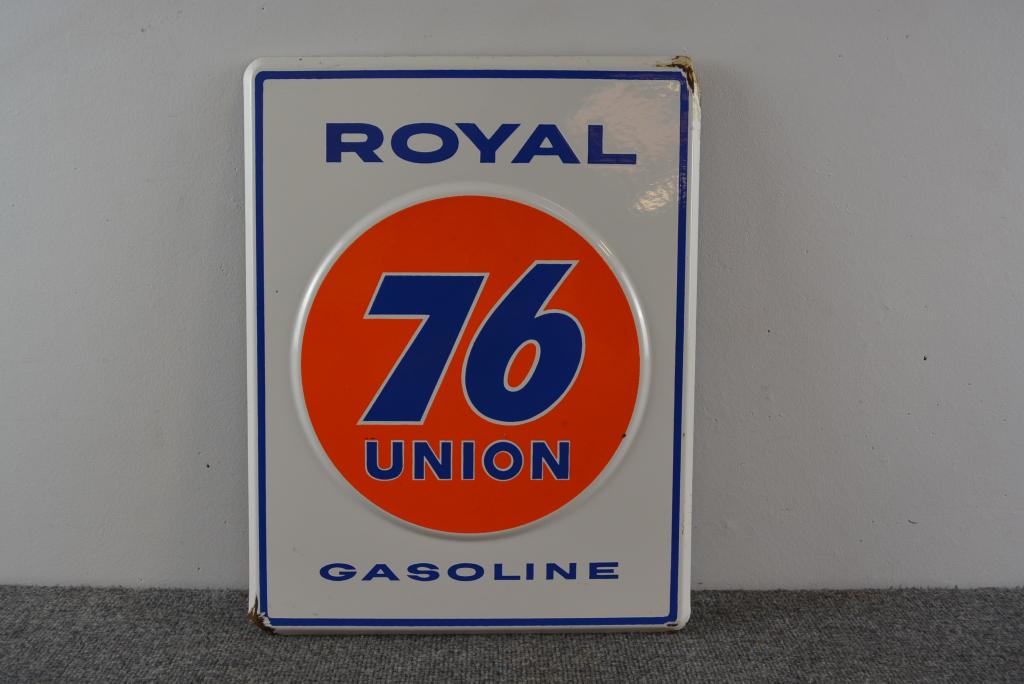 ROYAL
76
UNION
GASOLINE